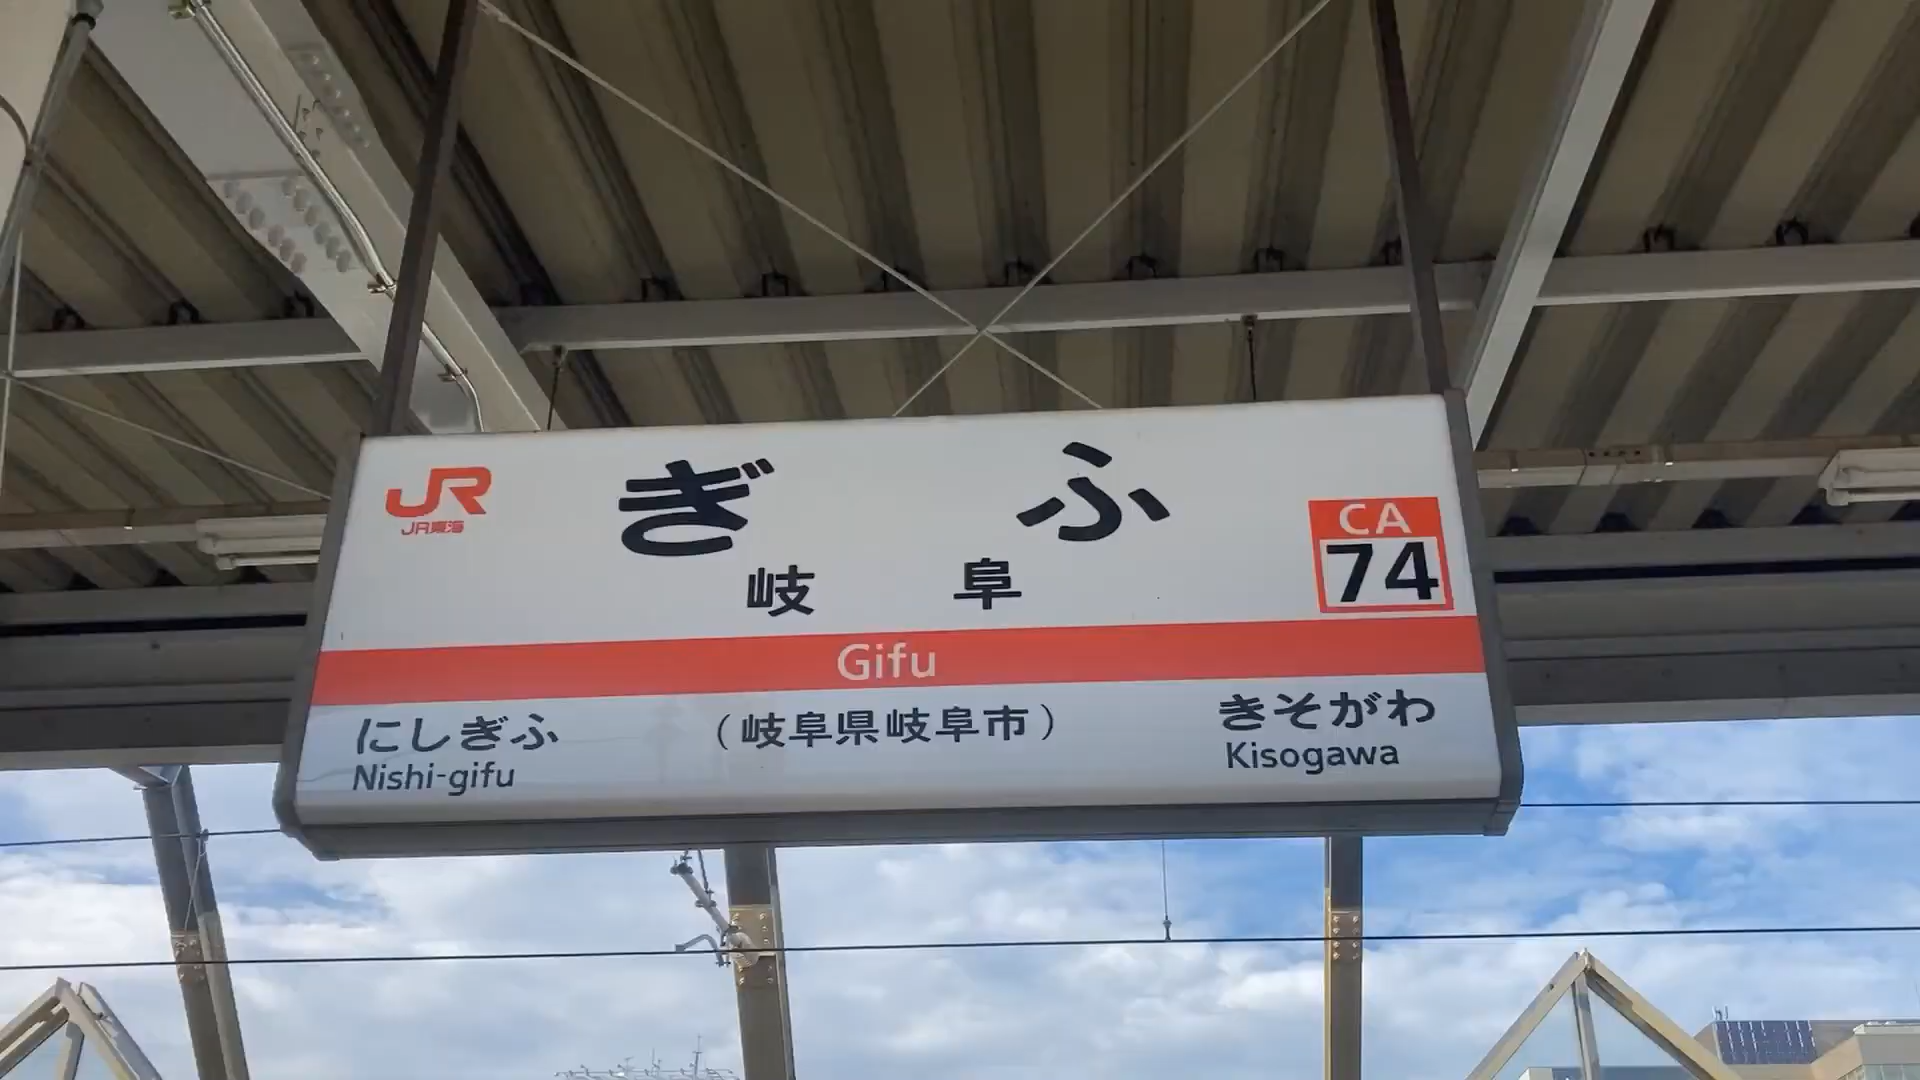 JR
JR東海
ぎふ
岐阜
CA
74
Gifu
にしぎふ
Nishi-gifu
（岐阜県岐阜市）
きそがわ
Kisogawa